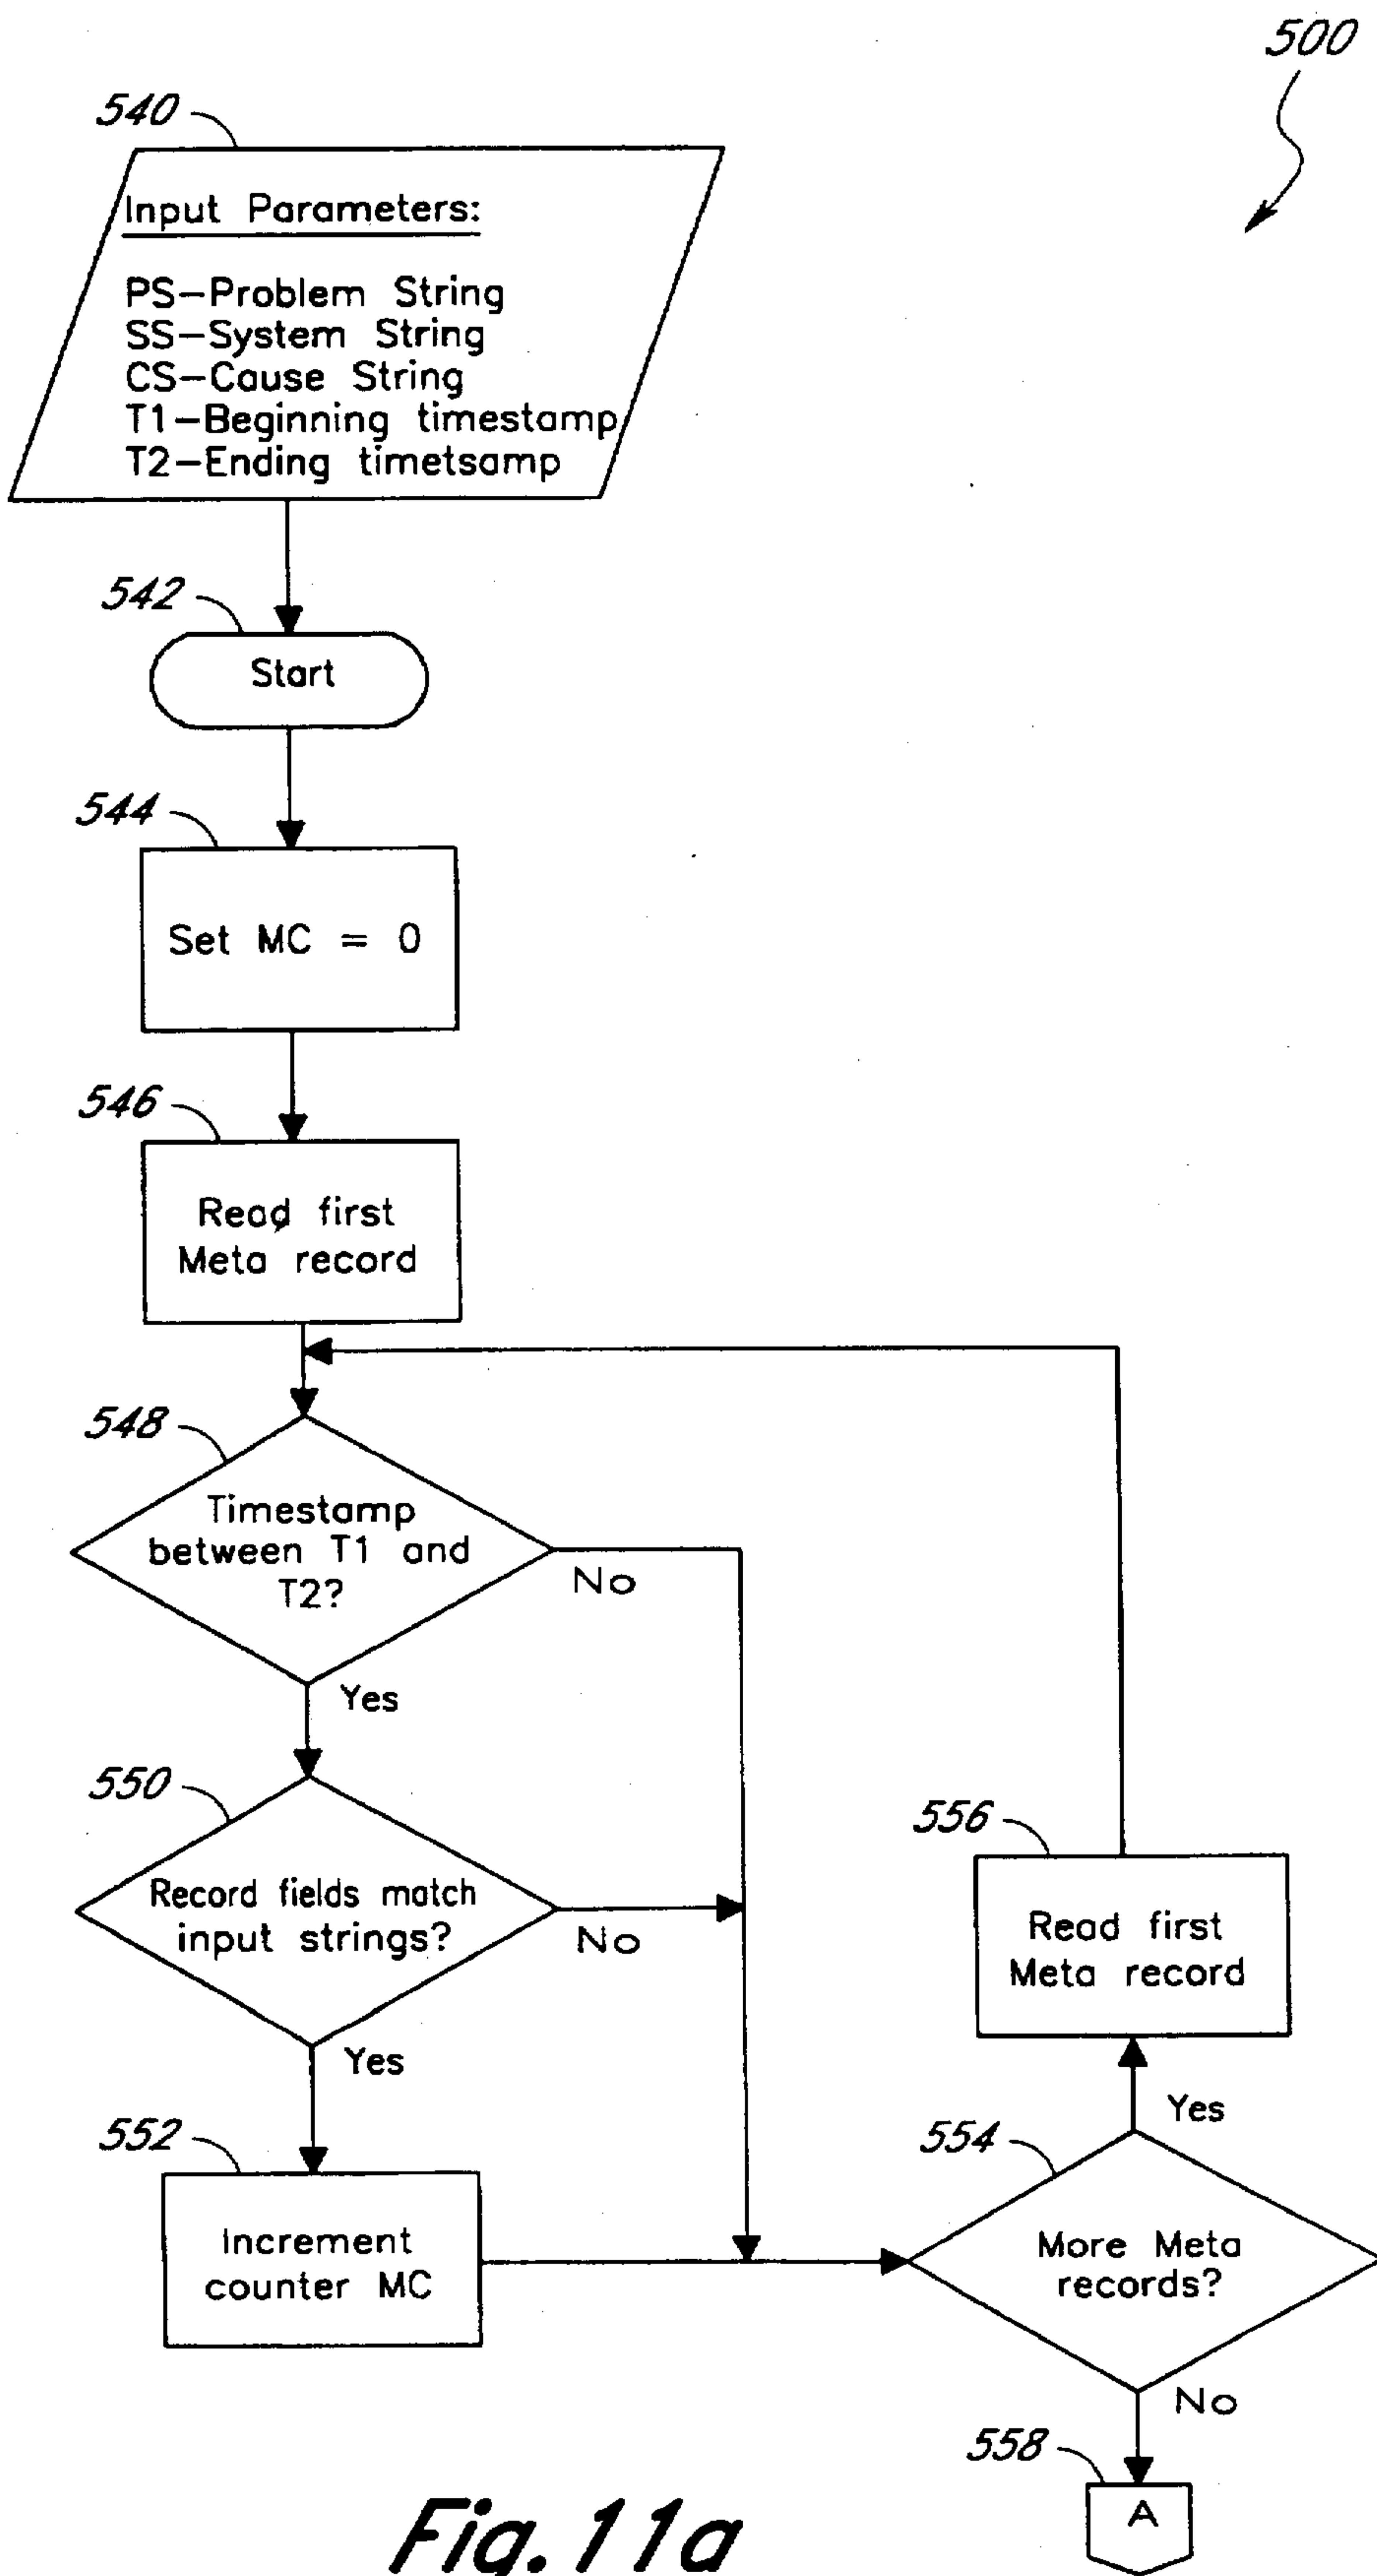 500
540
Input Parameters:
PS-Problem String
SS-System String
CS-Cause String
T1-Beginning timestamp
T2-Ending timetsamp
542
Start
544
Set MC = 0
546
Read first
Meta record
548
Timestamp
between T1 and
T2?
No
Yes
550
Record fields match
input strings?
No
Yes
556
Read first
Meta record
Yes
552
Increment
counter MC
554
More Meta
records?
No
558
A
Fig. 11a